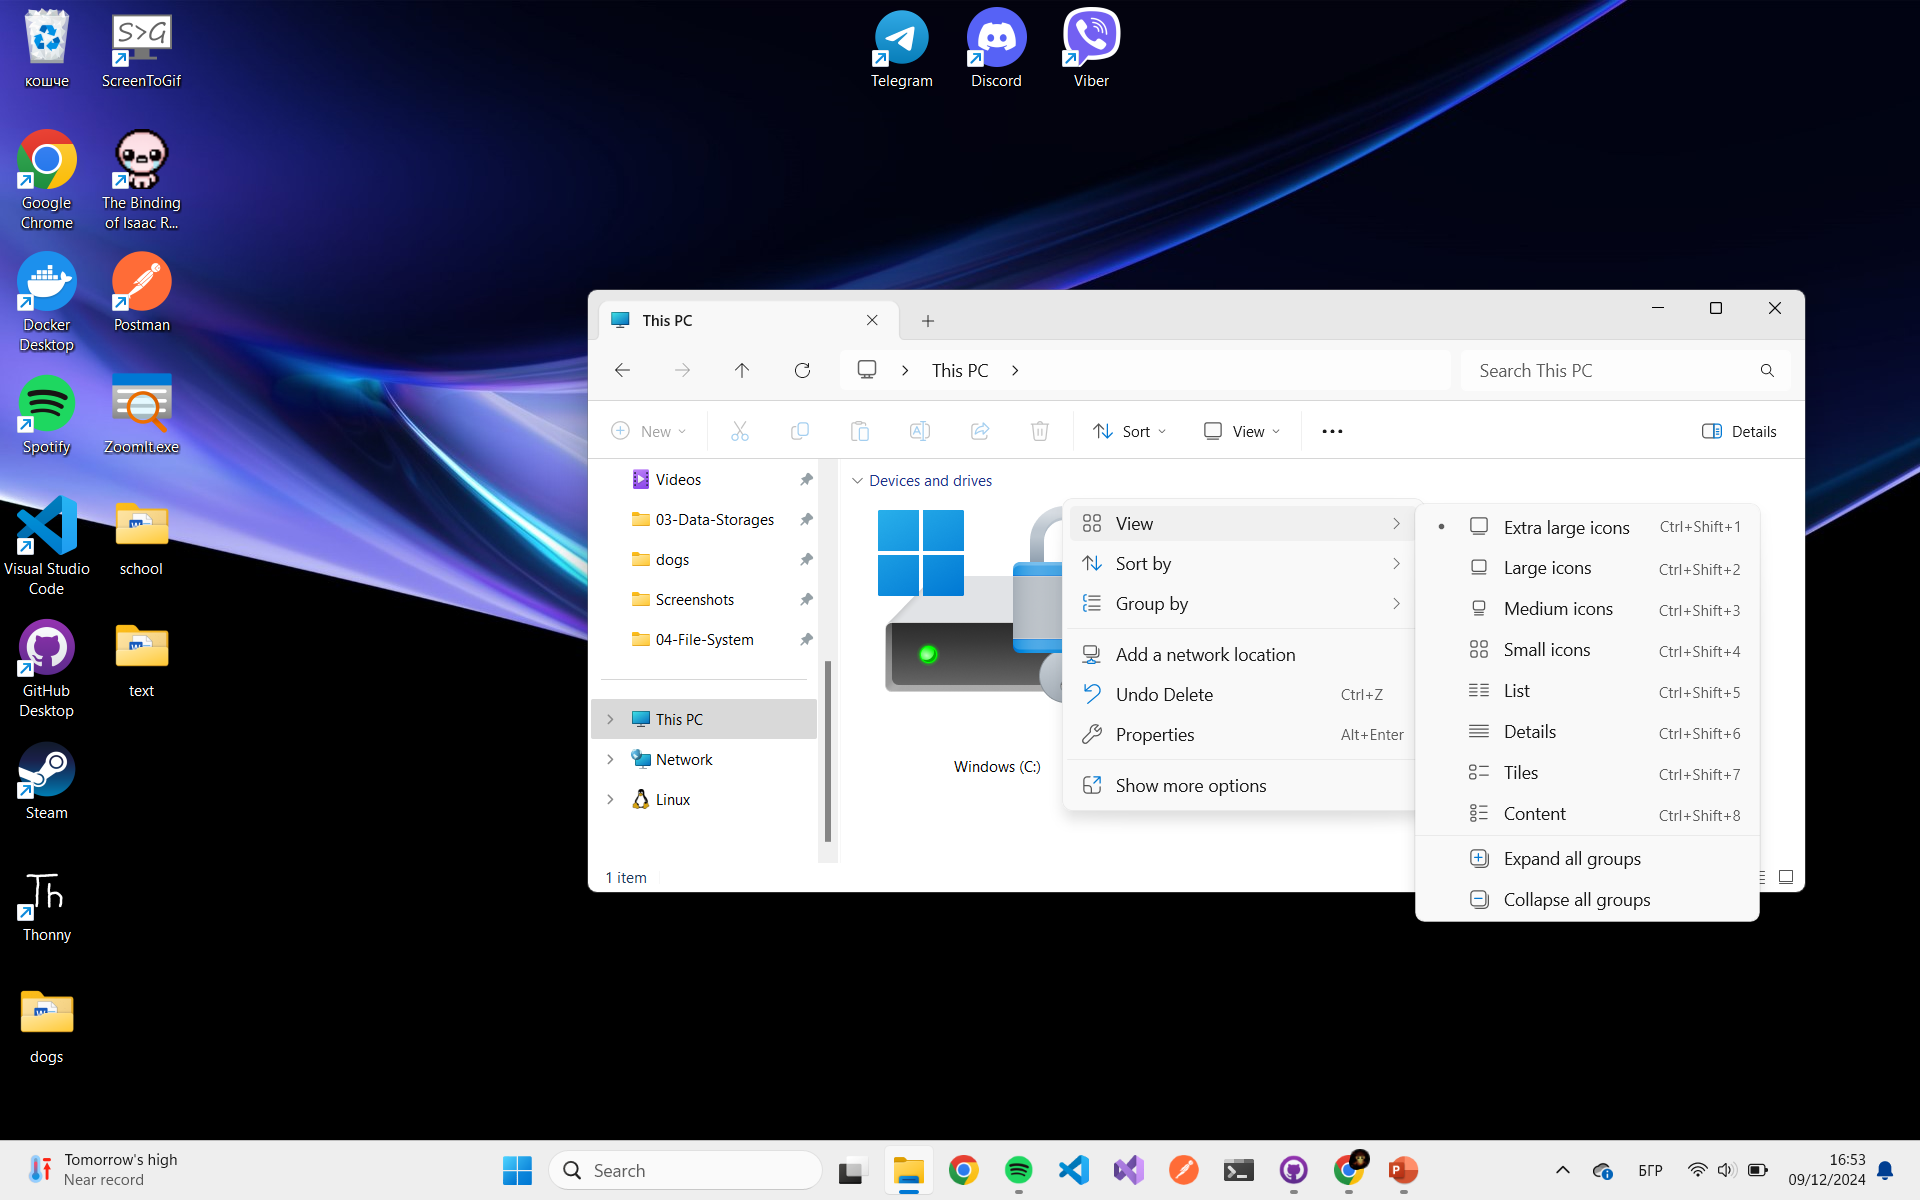 кошче
S>G
ScreenToGif
Telegram
Discord
Viber
Google
Chrome
The Binding
of Isaac R...
Docker
Desktop
Postman
Spotify
ZoomIt.exe
Visual Studio
Code
school
GitHub
Desktop
text
Steam
Th
Thonny
dogs
This PC
This PC
Search This PC
New
Sort
View
Details
Videos
03-Data-Storages
dogs
Screenshots
04-File-System
This PC
Network
Linux
1 item
Devices and drives
Windows (C:)
View
Sort by
Group by
Add a network location
Undo Delete Ctrl+Z
Properties Alt+Enter
Show more options
Extra large icons Ctrl+Shift+1
Large icons Ctrl+Shift+2
Medium icons Ctrl+Shift+3
Small icons Ctrl+Shift+4
List Ctrl+Shift+5
Details Ctrl+Shift+6
Tiles Ctrl+Shift+7
Content Ctrl+Shift+8
Expand all groups
Collapse all groups
Tomorrow's high
Near record
Search
БГР
16:53
09/12/2024